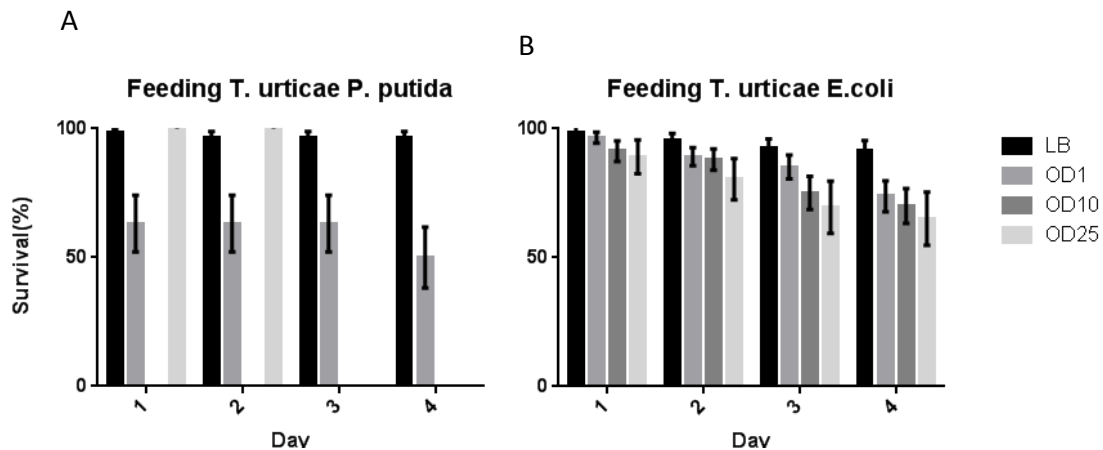 A
Feeding T. urticae P. putida
Survival(%)
100
50
0
1
2
3
4
Day
B
Feeding T. urticae E.coli
100
50
0
1
2
3
4
Day
LB
OD1
OD10
OD25